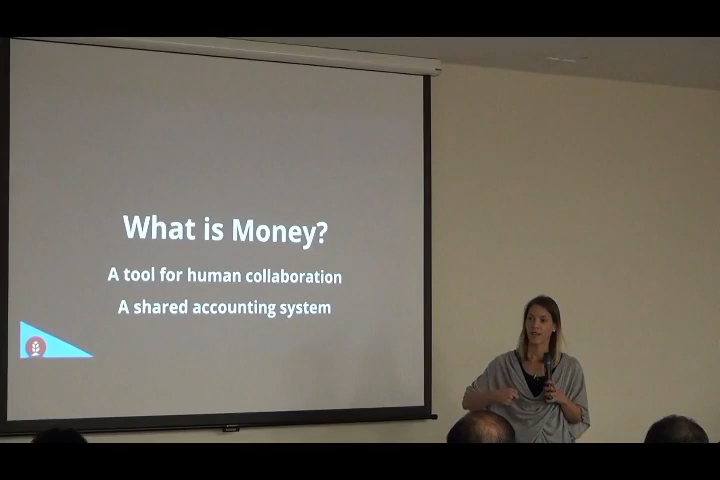 What is Money?
A tool for human collaboration
A shared accounting system